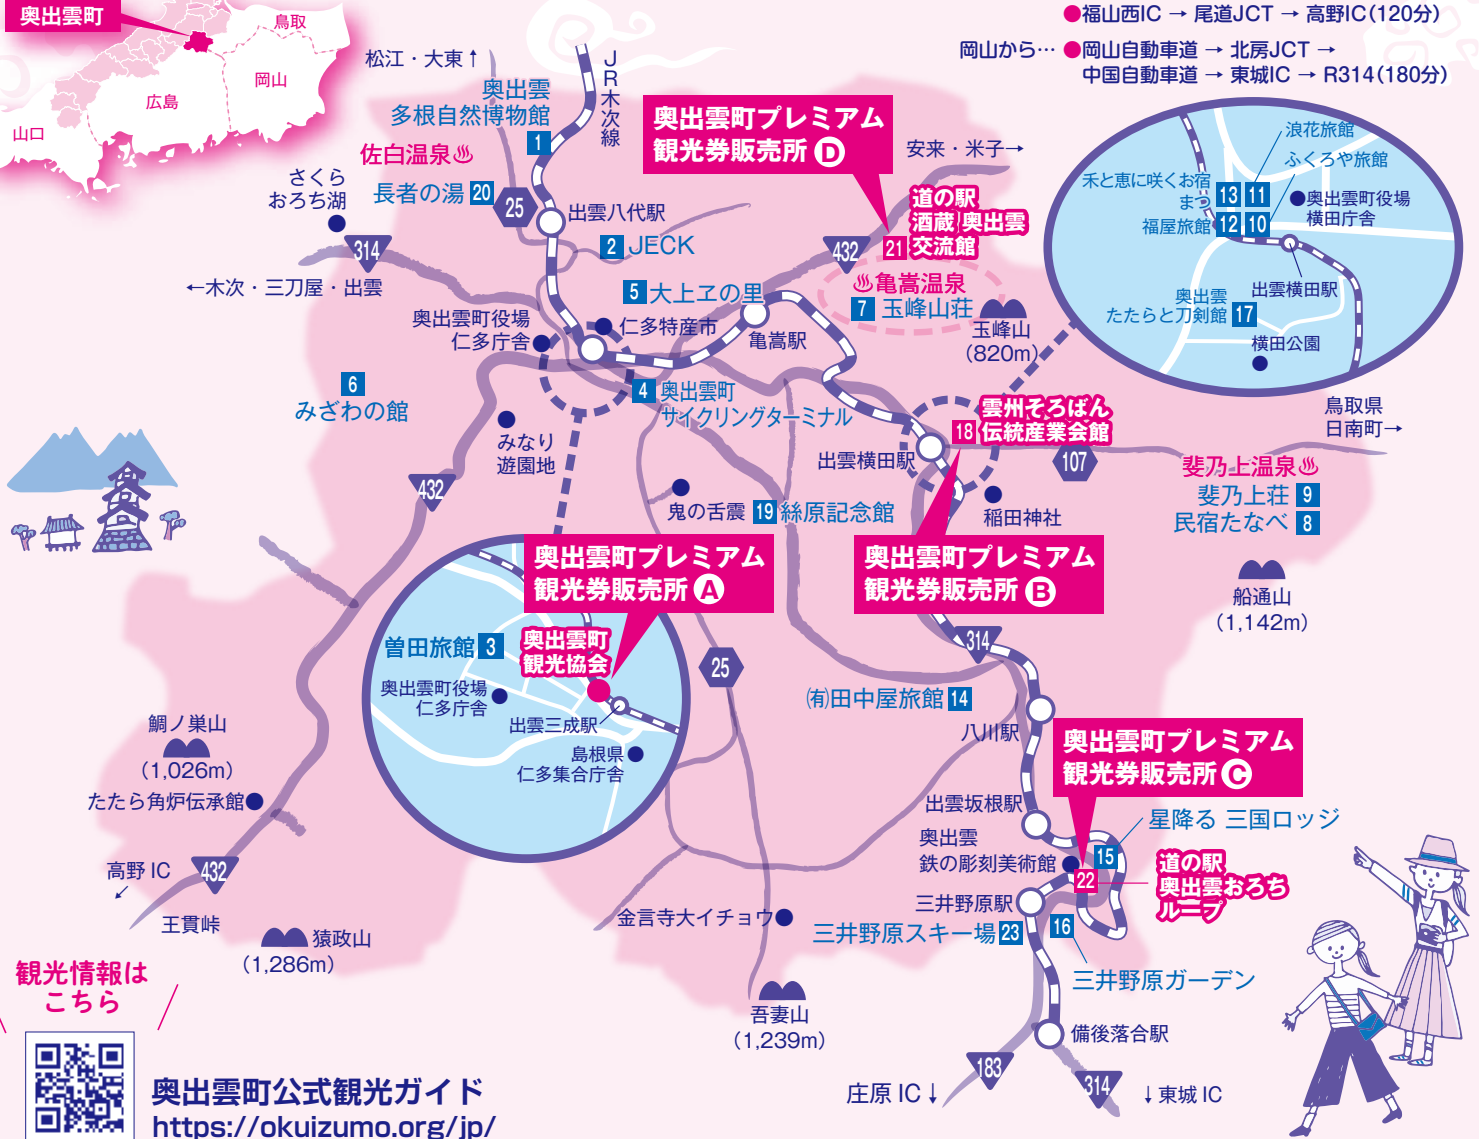 奥出雲町
鳥取
岡山
広島
山口
●福山西IC → 尾道JCT → 高野IC(120分)
岡山から… ●岡山自動車道 → 北房JCT →
中国自動車道 → 東城IC → R314(180分)
松江・大東↑
JR木次線
奥出雲
多根自然博物館
1
佐白温泉♨
長者の湯 20
さくら
おろち湖
25
出雲八代駅
314
2 JECK
←木次・三刀屋・出雲
5 大上ヱの里
奥出雲町役場
仁多庁舎
仁多特産市
亀嵩駅
奥出雲町プレミアム
観光券販売所 D
安来・米子→
道の駅
酒蔵 奥出雲
交流館
21
432
♨亀嵩温泉
7 玉峰山荘
玉峰山
(820m)
浪花旅館
ふくろや旅館
禾と恵に咲くお宿
まつ
13 11
福屋旅館 12 10
奥出雲町役場
横田庁舎
出雲横田駅
奥出雲
たたらと刀剣館 17
横田公園
6
みざわの館
4 奥出雲町
サイクリングターミナル
みなり
遊園地
432
18 雲州そろばん
伝統産業会館
出雲横田駅
107
鳥取県
日南町→
斐乃上温泉♨
斐乃上荘 9
民宿たなべ 8
鬼の舌震
19 絲原記念館
稲田神社
奥出雲町プレミアム
観光券販売所 A
奥出雲町プレミアム
観光券販売所 B
船通山
(1,142m)
曽田旅館 3
奥出雲町
観光協会
奥出雲町役場
仁多庁舎
出雲三成駅
島根県
仁多集合庁舎
25
314
㈲田中屋旅館 14
八川駅
鯛ノ巣山
(1,026m)
たたら角炉伝承館
奥出雲町プレミアム
観光券販売所 C
出雲坂根駅
奥出雲
鉄の彫刻美術館
星降る 三国ロッジ
15
22
道の駅
奥出雲おろち
ループ
高野 IC
432
王貫峠
猿政山
(1,286m)
金言寺大イチョウ
三井野原駅
三井野原スキー場 23
16
三井野原ガーデン
吾妻山
(1,239m)
備後落合駅
183
314
庄原 IC↓
↓東城 IC
観光情報は
こちら
奥出雲町公式観光ガイド
https://okuizumo.org/jp/